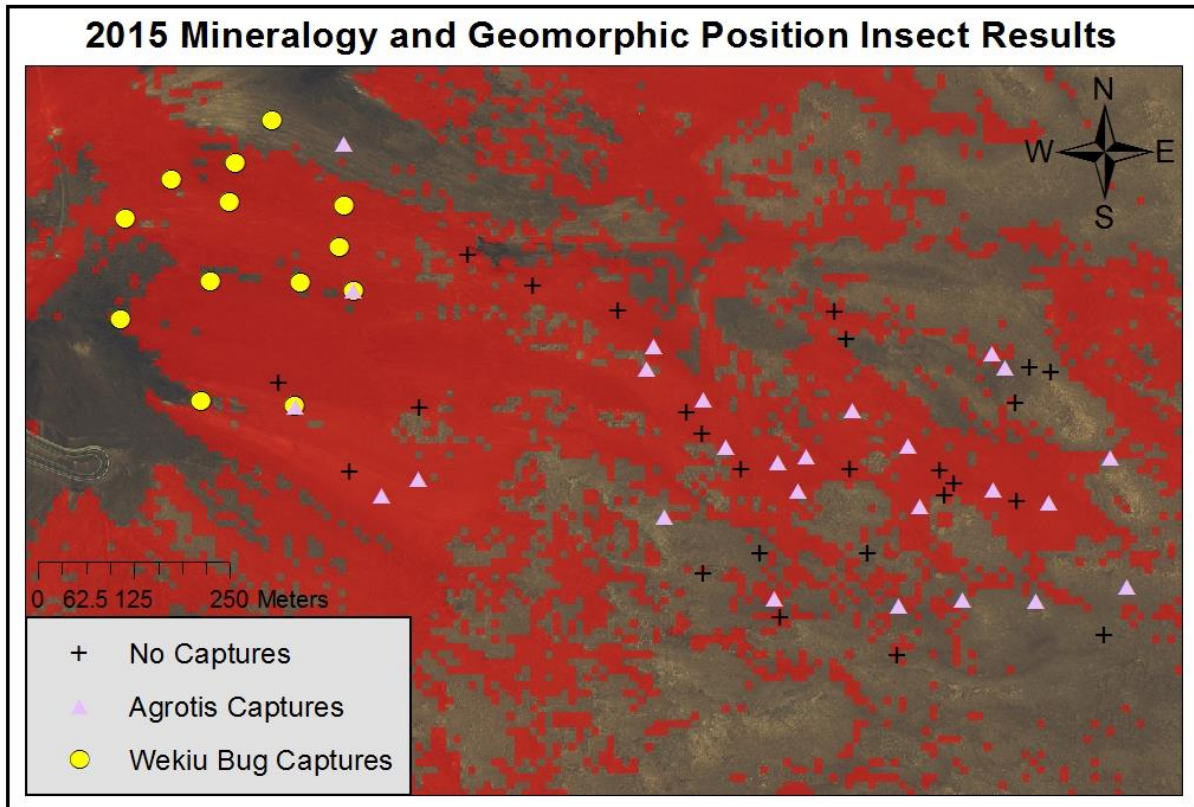 2015 Mineralogy and Geomorphic Position Insect Results
N
W E
S
0 62.5 125 250 Meters
No Captures
Agrotis Captures
Wekiu Bug Captures